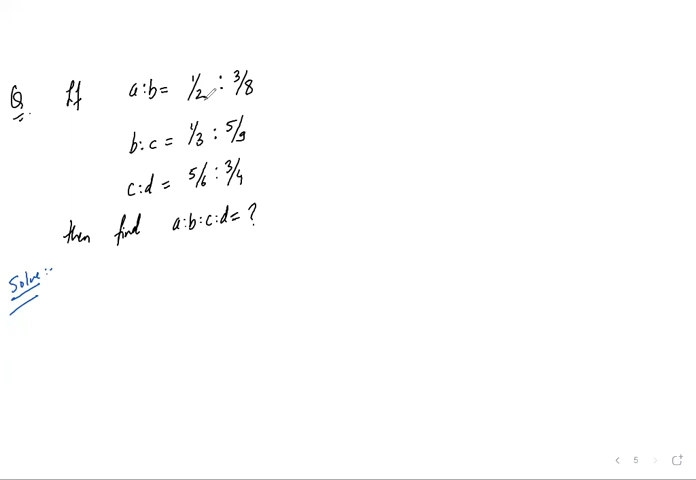 Q. If a:b = 1/2 : 3/8
b:c = 1/3 : 5/9
c:d = 5/6 : 3/4
then find a:b:c:d = ?
Solve:-
5